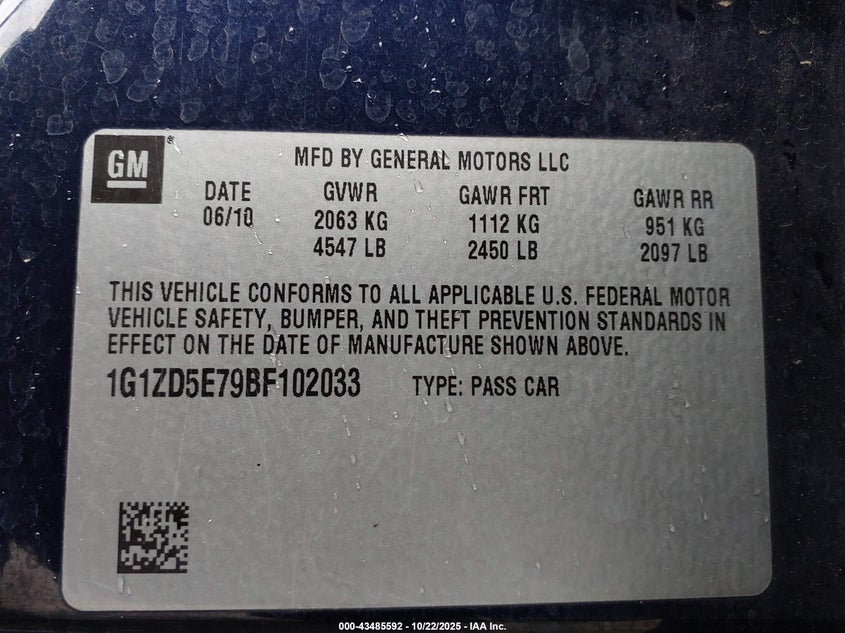 GM®
MFD BY GENERAL MOTORS LLC
DATE GVWR GAWR FRT GAWR RR
06/10 2063 KG 1112 KG 951 KG
4547 LB 2450 LB 2097 LB
THIS VEHICLE CONFORMS TO ALL APPLICABLE U.S. FEDERAL MOTOR
VEHICLE SAFETY, BUMPER, AND THEFT PREVENTION STANDARDS IN
EFFECT ON THE DATE OF MANUFACTURE SHOWN ABOVE.
1G1ZD5E79BF102033 TYPE: PASS CAR
000-43485592 - 10/22/2025 - IAA Inc.